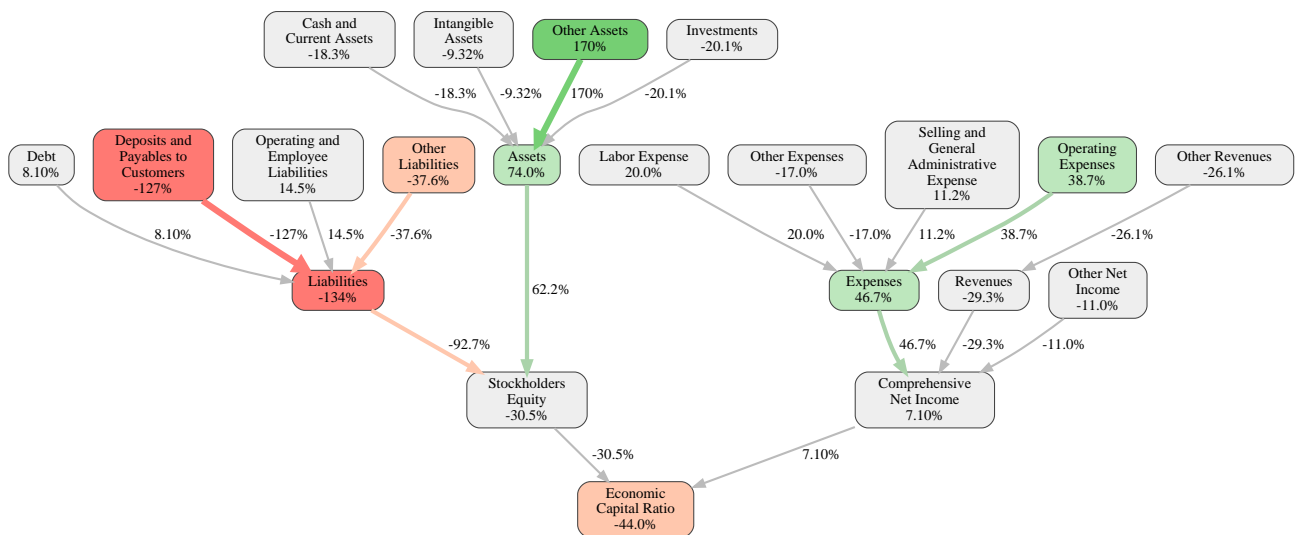 Cash and
Current Assets
-18.3%
Intangible
Assets
-9.32%
Other Assets
170%
Investments
-20.1%
-18.3%
-9.32%
170%
-20.1%
Debt
8.10%
Deposits and
Payables to
Customers
-127%
Operating and
Employee
Liabilities
14.5%
Other
Liabilities
-37.6%
Assets
74.0%
Labor Expense
20.0%
Other Expenses
-17.0%
Selling and
General
Administrative
Expense
11.2%
Operating
Expenses
38.7%
Other Revenues
-26.1%
8.10%
-127%
14.5%
-37.6%
20.0%
-17.0%
11.2%
38.7%
-26.1%
Liabilities
-134%
62.2%
Expenses
46.7%
Revenues
-29.3%
Other Net
Income
-11.0%
-92.7%
46.7%
-29.3%
-11.0%
Stockholders
Equity
-30.5%
Comprehensive
Net Income
7.10%
-30.5%
7.10%
Economic
Capital Ratio
-44.0%